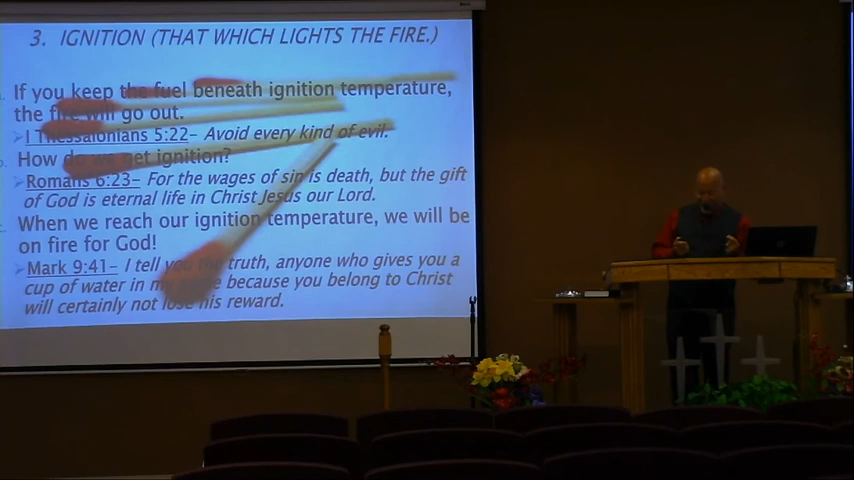 3. IGNITION (THAT WHICH LIGHTS THE FIRE.)
If you keep the fuel beneath ignition temperature,
the fire will go out.
I Thessalonians 5:22– Avoid every kind of evil.
How do we get ignition?
Romans 6:23– For the wages of sin is death, but the gift
of God is eternal life in Christ Jesus our Lord.
When we reach our ignition temperature, we will be
on fire for God!
Mark 9:41– I tell you the truth, anyone who gives you a
cup of water in my name because you belong to Christ
will certainly not lose his reward.